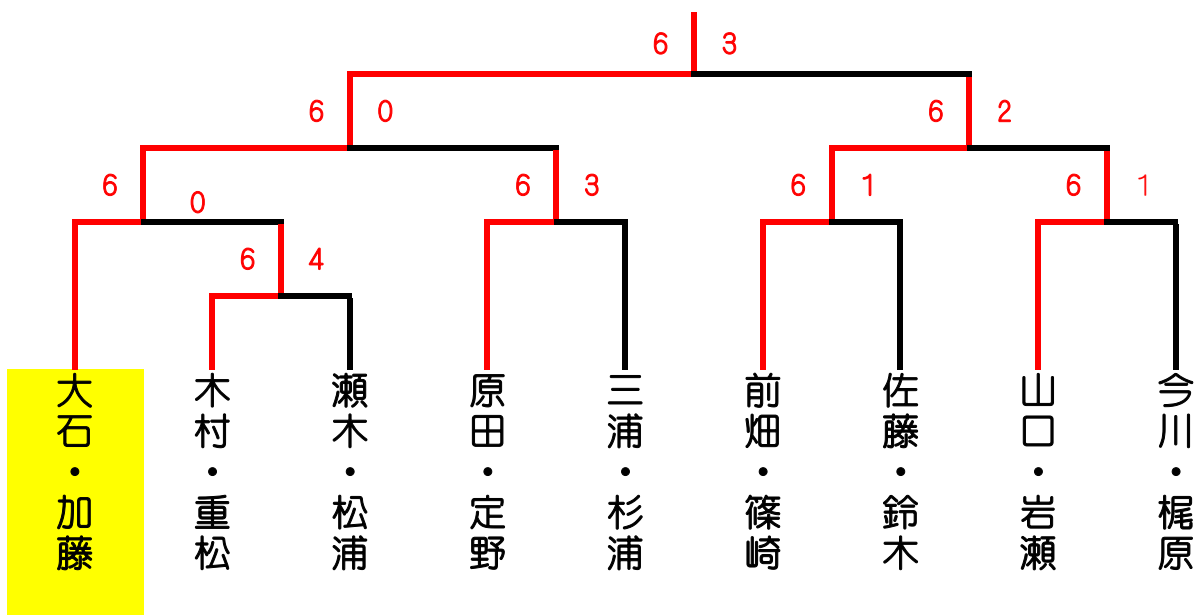 6 3
6 0 6 2
6 0 6 3 6 1 6 1
6 4
大石・加藤
木村・重松
瀬木・松浦
原田・定野
三浦・杉浦
前畑・篠崎
佐藤・鈴木
山口・岩瀬
今川・梶原